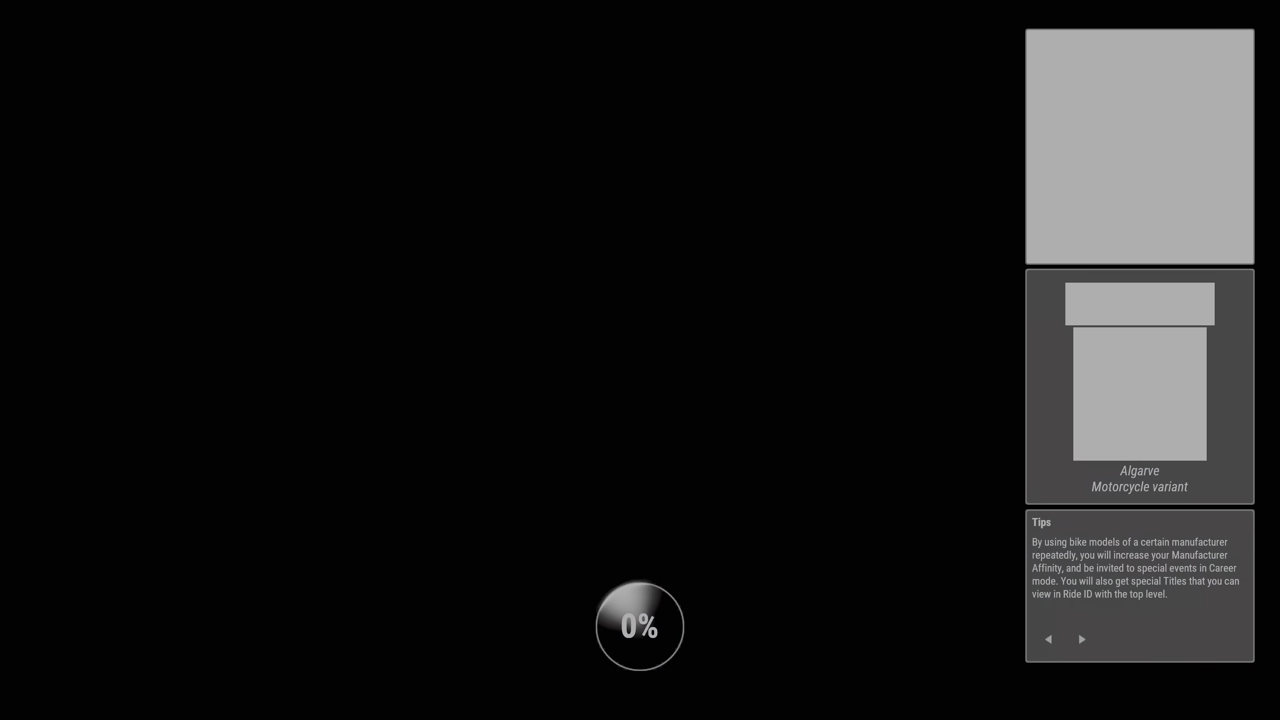 Algarve
Motorcycle variant
Tips
By using bike models of a certain manufacturer
repeatedly, you will increase your Manufacturer
Affinity, and be invited to special events in Career
mode. You will also get special Titles that you can
view in Ride ID with the top level.
0%